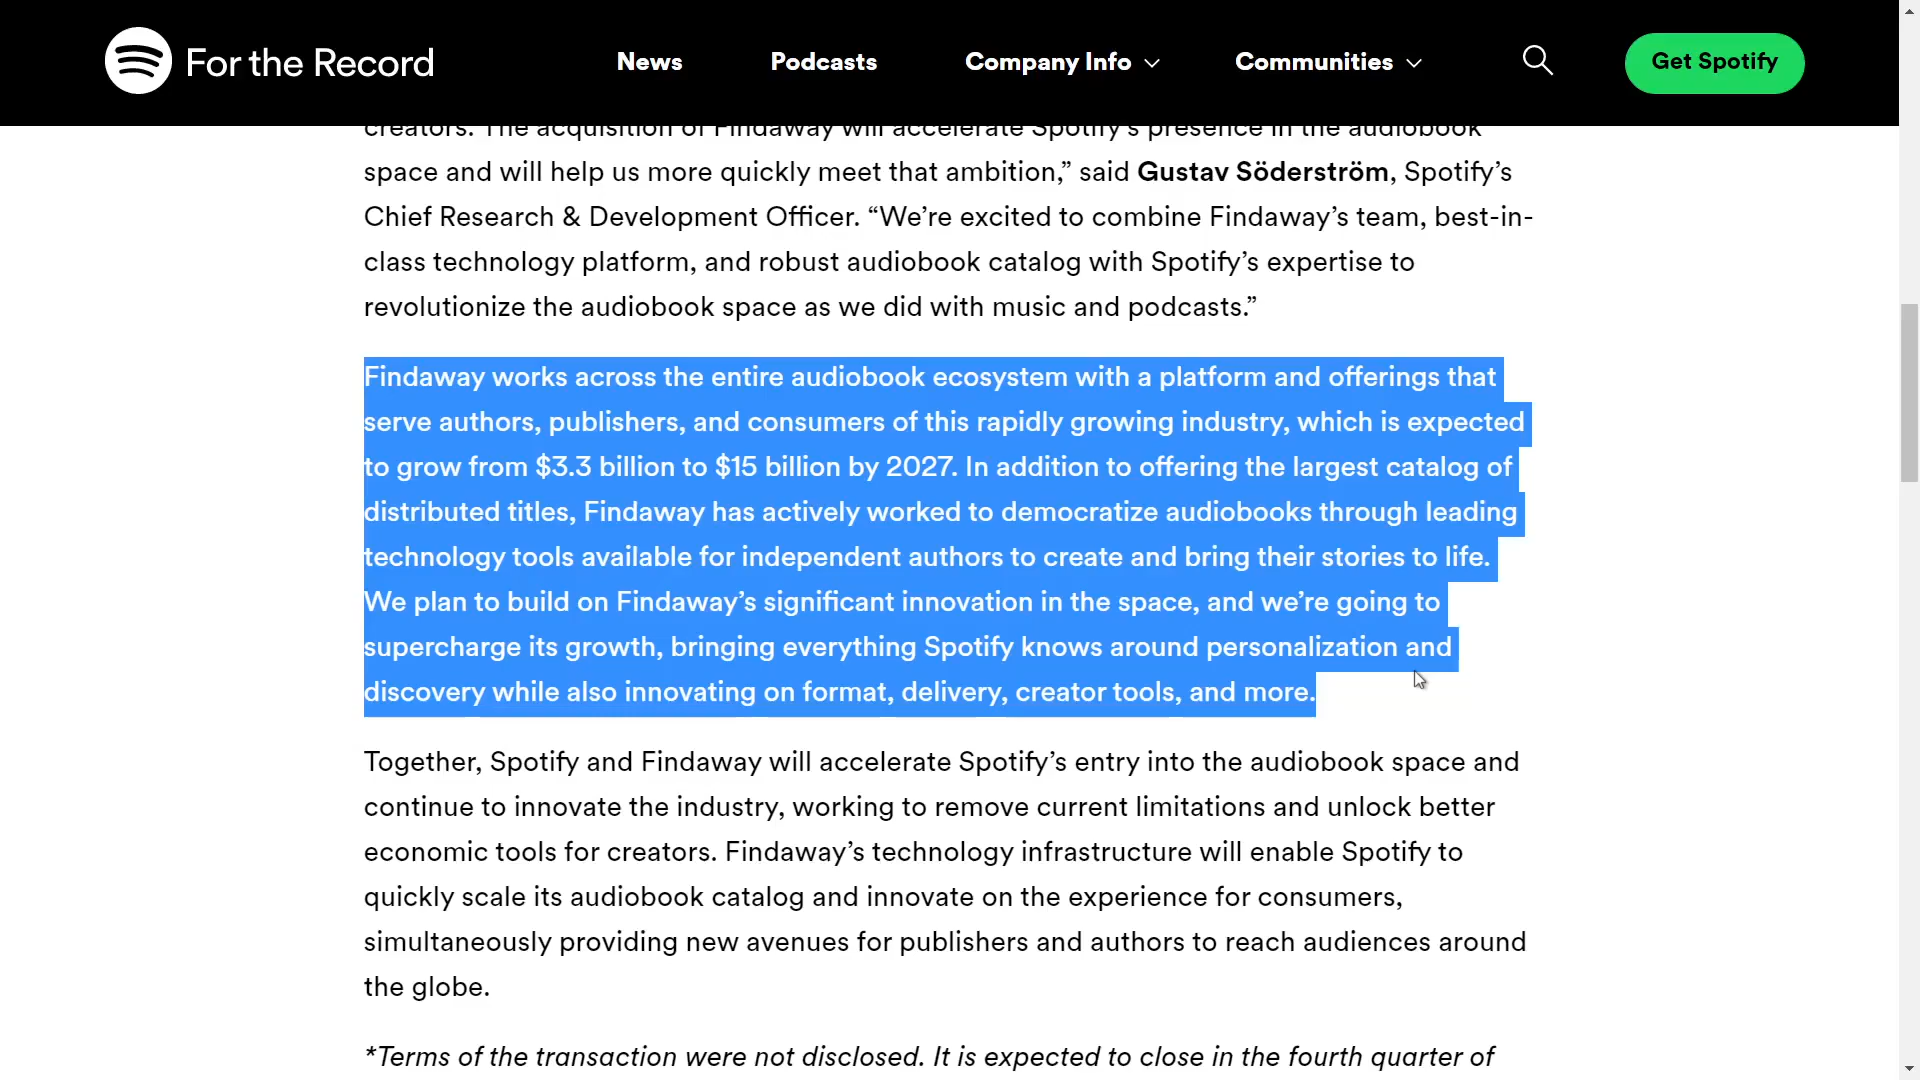 For the Record
News
Podcasts
Company Info
Communities
Get Spotify
creators. The acquisition of Findaway will accelerate Spotify’s presence in the audiobook
space and will help us more quickly meet that ambition,” said Gustav Söderström, Spotify’s
Chief Research & Development Officer. “We’re excited to combine Findaway’s team, best-in-
class technology platform, and robust audiobook catalog with Spotify’s expertise to
revolutionize the audiobook space as we did with music and podcasts.”
Findaway works across the entire audiobook ecosystem with a platform and offerings that
serve authors, publishers, and consumers of this rapidly growing industry, which is expected
to grow from $3.3 billion to $15 billion by 2027. In addition to offering the largest catalog of
distributed titles, Findaway has actively worked to democratize audiobooks through leading
technology tools available for independent authors to create and bring their stories to life.
We plan to build on Findaway’s significant innovation in the space, and we’re going to
supercharge its growth, bringing everything Spotify knows around personalization and
discovery while also innovating on format, delivery, creator tools, and more.
Together, Spotify and Findaway will accelerate Spotify’s entry into the audiobook space and
continue to innovate the industry, working to remove current limitations and unlock better
economic tools for creators. Findaway’s technology infrastructure will enable Spotify to
quickly scale its audiobook catalog and innovate on the experience for consumers,
simultaneously providing new avenues for publishers and authors to reach audiences around
the globe.
*Terms of the transaction were not disclosed. It is expected to close in the fourth quarter of